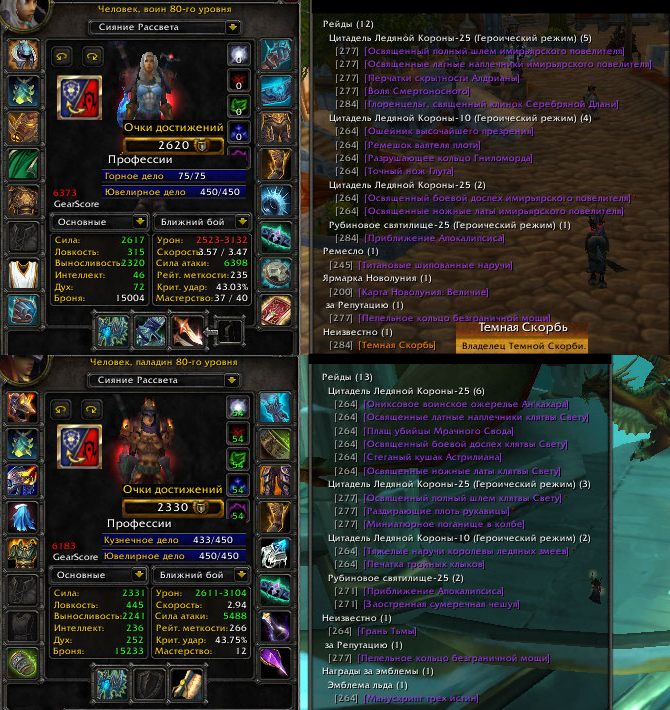 Человек, воин 80-го уровня
Сияние Рассвета
0
0
0
0
Очки достижений
2620
Профессии
Горное дело 75/75
Ювелирное дело 450/450
6373
GearScore
Основные
Ближний бой
Сила: 2617
Ловкость: 315
Выносливость: 2320
Интеллект: 46
Дух: 72
Броня: 15004
Урон: 2523-3132
Скорость: 3.57 / 3.47
Сила атаки: 6398
Рейт. меткости: 235
Крит. удар: 43.03%
Мастерство: 37 / 40
Рейды (12)
Цитадель Ледяной Короны-25 (Героический режим) (5)
[277] [Освященный полный шлем имирьярского повелителя]
[277] [Освященные латные наплечники имирьярского повелителя]
[277] [Перчатки скрытности Алдрианы]
[277] [Воля Смертоносного]
[284] [Глоренцельг, священный клинок Серебряной Длани]
Цитадель Ледяной Короны-10 (Героический режим) (4)
[264] [Ошейник высочайшего презрения]
[264] [Ремешок ваятеля плоти]
[264] [Разрушающее кольцо Гниломорда]
[264] [Точный нож Глута]
Цитадель Ледяной Короны-25 (2)
[264] [Освященный боевой доспех имирьярского повелителя]
[264] [Освященные ножные латы имирьярского повелителя]
Рубиновое святилище-25 (Героический режим) (1)
[284] [Приближение Апокалипсиса]
Ремесло (1)
[245] [Титановые шипованные наручи]
Ярмарка Новолуния (1)
[200] [Карта Новолуния: Величие]
за Репутацию (1)
[277] [Пепельное кольцо безграничной мощи]
Неизвестно (1)
[284] [Темная Скорбь]
Темная Скорбь
Владелец Темной Скорби.
Человек, паладин 80-го уровня
Сияние Рассвета
54
54
54
54
54
Очки достижений
2330
Профессии
Кузнечное дело 433/450
Ювелирное дело 450/450
6183
GearScore
Основные
Ближний бой
Сила: 2331
Ловкость: 445
Выносливость: 2241
Интеллект: 236
Дух: 252
Броня: 15233
Урон: 2611-3104
Скорость: 2.94
Сила атаки: 5488
Рейт. меткости: 266
Крит. удар: 43.75%
Мастерство: 12
Рейды (13)
Цитадель Ледяной Короны-25 (6)
[264] [Ониксовое воинское ожерелье Ан'кахара]
[264] [Освященные латные наплечники клятвы Свету]
[264] [Плащ убийцы Мрачного Свода]
[264] [Освященный боевой доспех клятвы Свету]
[264] [Стеганый кушак Астрилиана]
[264] [Освященные ножные латы клятвы Свету]
Цитадель Ледяной Короны-25 (Героический режим) (3)
[277] [Освященный полный шлем клятвы Свету]
[277] [Раздирающие плоть рукавицы]
[277] [Миниатюрное поганище в колбе]
Цитадель Ледяной Короны-10 (Героический режим) (2)
[264] [Тяжелые наручи королевы ледяных змеев]
[264] [Печатка тройных клыков]
Рубиновое святилище-25 (2)
[271] [Приближение Апокалипсиса]
[271] [Заостренная сумеречная чешуя]
Неизвестно (1)
[264] [Грань Тьмы]
за Репутацию (1)
[277] [Пепельное кольцо безграничной мощи]
Награды за эмблемы (1)
Эмблема льда (1)
[264] [Манускрипт трех истин]